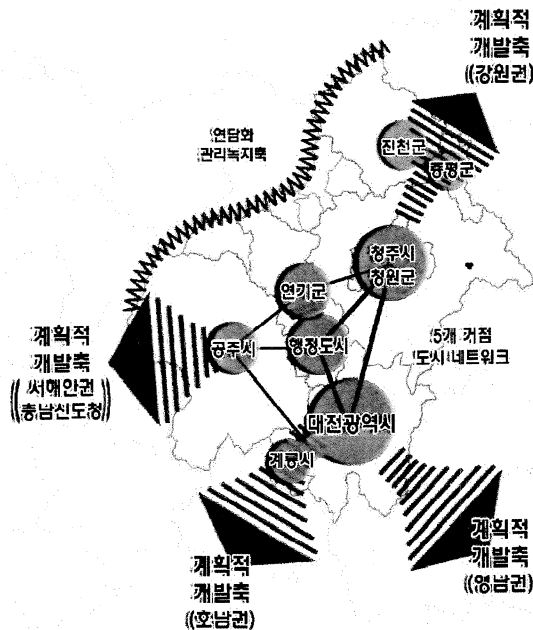 계획적
개발축
(강원권)
연담화
관리녹지축
진천군
증평군
청주시
청원군
연기군
계획적
개발축
(서해안권
충남신도청)
공주시
행정도시
5개 거점
도시 네트워크
대전광역시
계룡시
계획적
개발축
(영남권)
계획적
개발축
(호남권)